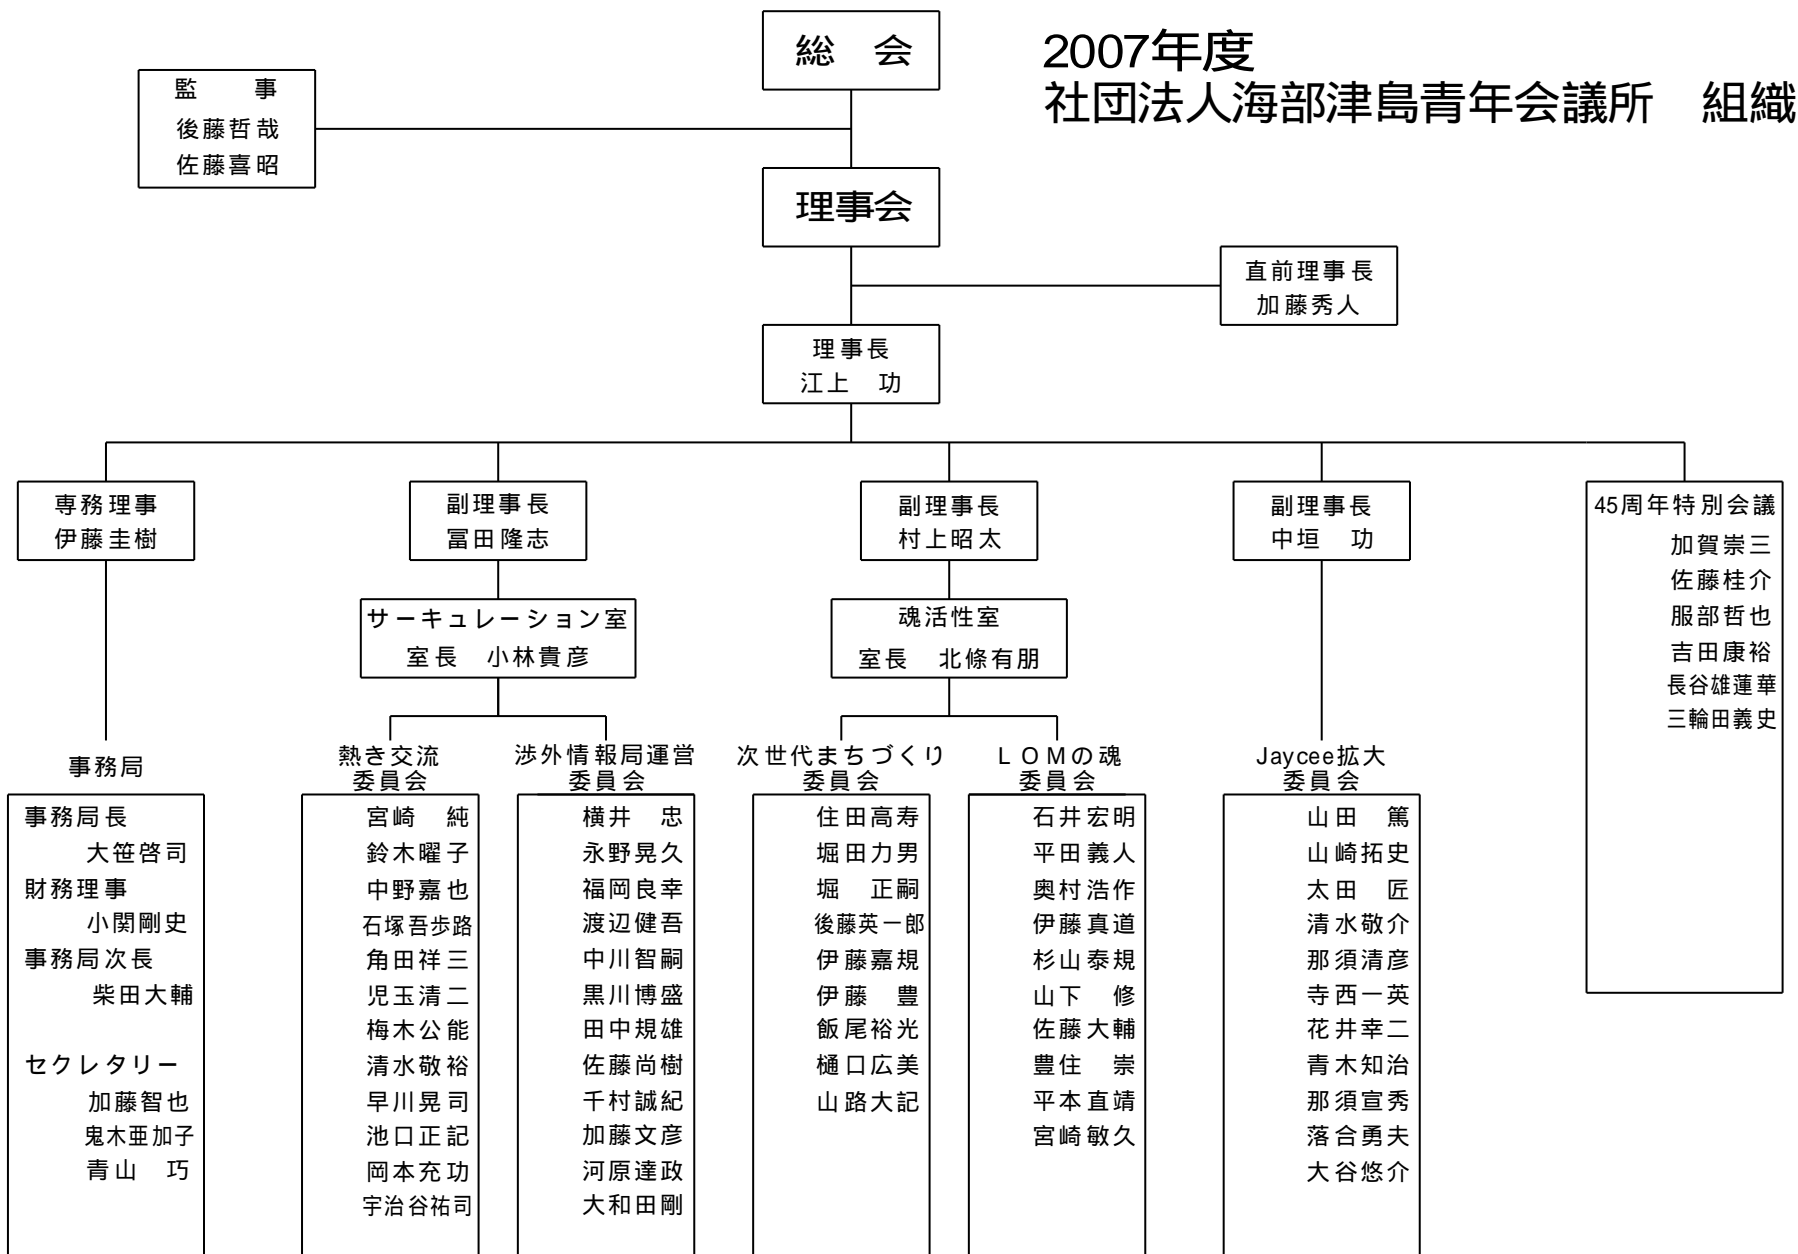 2007年度
社団法人海部津島青年会議所　組織
総　会
監　　事
後藤哲哉
佐藤喜昭
理事会
直前理事長
加藤秀人
理事長
江上　功
専務理事
伊藤圭樹
副理事長
冨田隆志
副理事長
村上昭太
副理事長
中垣　功
45周年特別会議
加賀崇三
佐藤桂介
服部哲也
吉田康裕
長谷雄蓮華
三輪田義史
サーキュレーション室
室長　小林貴彦
魂活性室
室長　北條有朋
事務局
事務局長
大笹啓司
財務理事
小関剛史
事務局次長
柴田大輔
セクレタリー
加藤智也
鬼木亜加子
青山　巧
熱き交流
委員会
宮崎　純
鈴木曜子
中野嘉也
石塚吾歩路
角田祥三
児玉清二
梅木公能
清水敬裕
早川晃司
池口正記
岡本充功
宇治谷祐司
渉外情報局運営
委員会
横井　忠
永野晃久
福岡良幸
渡辺健吾
中川智嗣
黒川博盛
田中規雄
佐藤尚樹
千村誠紀
加藤文彦
河原達政
大和田剛
次世代まちづくり
委員会
住田高寿
堀田力男
堀　正嗣
後藤英一郎
伊藤嘉規
伊藤　豊
飯尾裕光
樋口広美
山路大記
ＬＯＭの魂
委員会
石井宏明
平田義人
奥村浩作
伊藤真道
杉山泰規
山下　修
佐藤大輔
豊住　崇
平本直靖
宮崎敏久
Jaycee拡大
委員会
山田　篤
山崎拓史
太田　匠
清水敬介
那須清彦
寺西一英
花井幸二
青木知治
那須宣秀
落合勇夫
大谷悠介